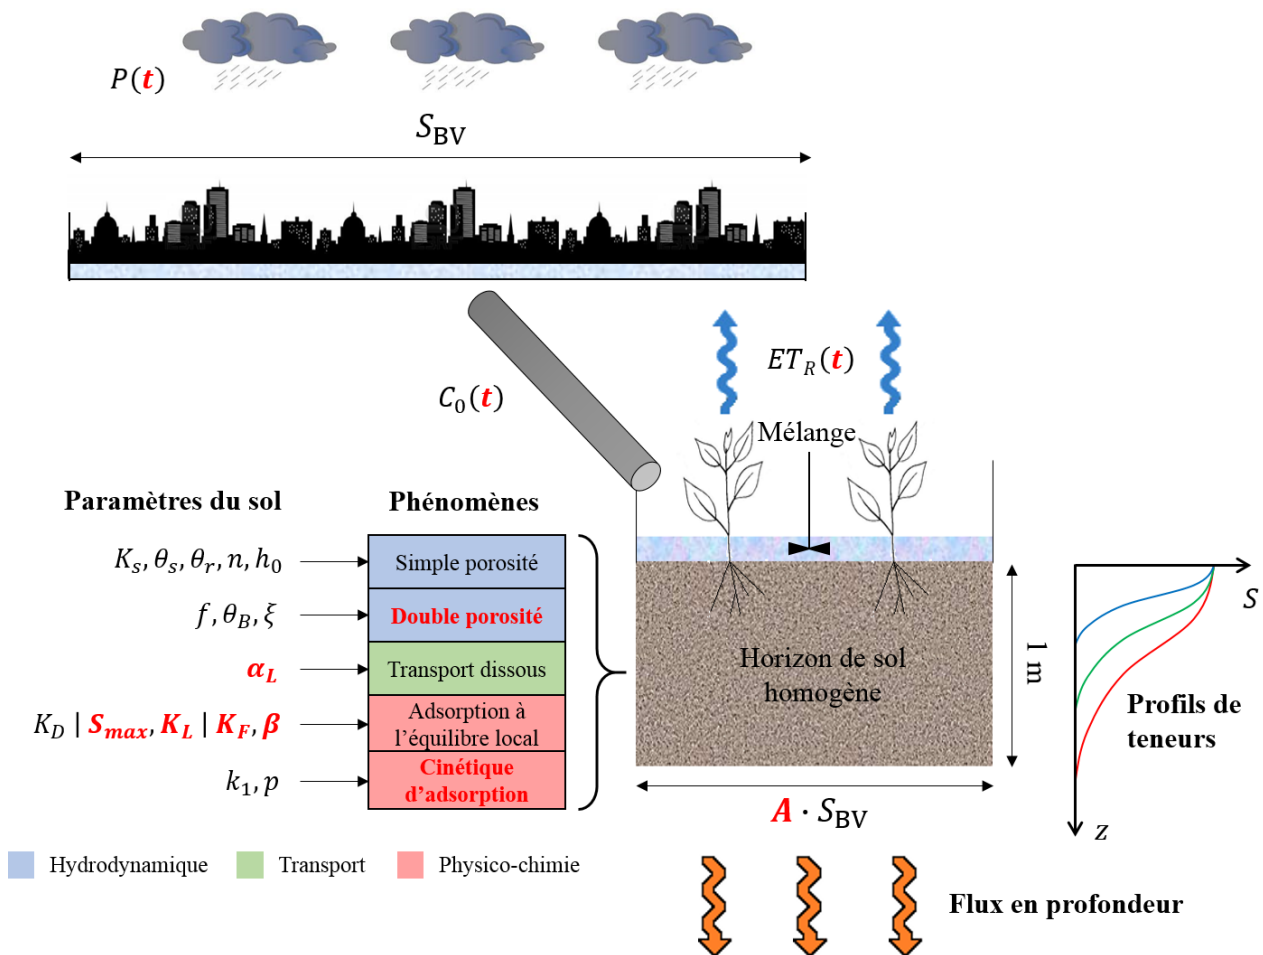 P(t)
S_BV
ET_R(t)
C_0(t)
Mélange
Paramètres du sol
Phénomènes
K_s, θ_s, θ_r, n, h_0
Simple porosité
f, θ_B, ξ
Double porosité
α_L
Transport dissous
K_D | S_max, K_L | K_F, β
Adsorption à
l'équilibre local
k_1, p
Cinétique
d'adsorption
Horizon de sol
homogène
1 m
S
Profils de
teneurs
z
A · S_BV
Hydrodynamique
Transport
Physico-chimie
Flux en profondeur